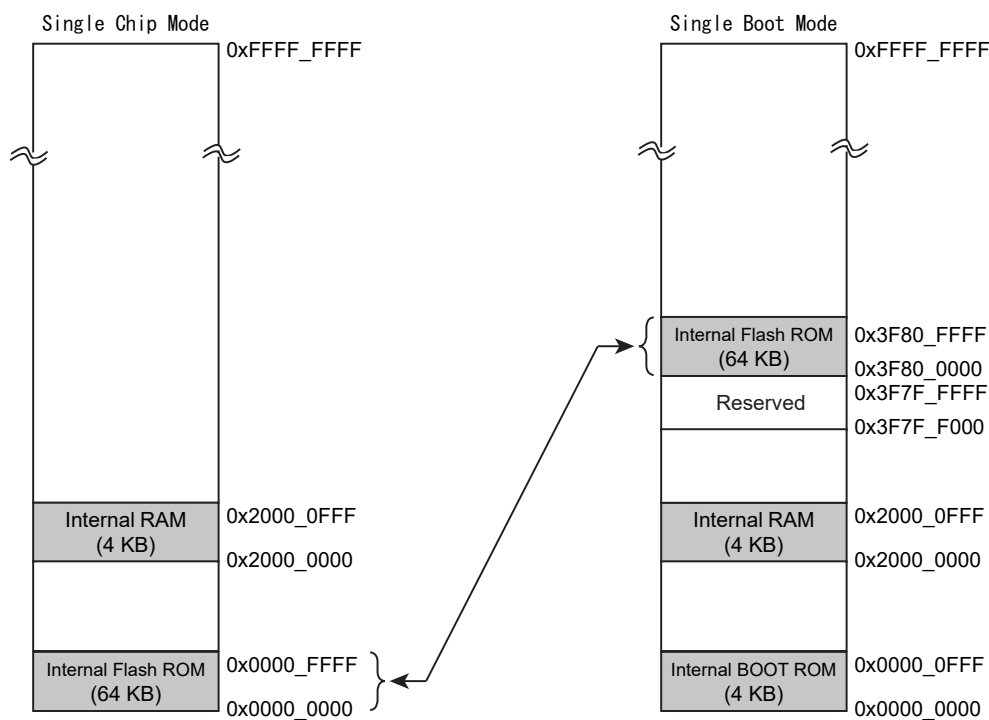 Single Chip Mode
0xFFFF_FFFF
Internal RAM
(4 KB)
0x2000_0FFF
0x2000_0000
Internal Flash ROM
(64 KB)
0x0000_FFFF
0x0000_0000
Single Boot Mode
0xFFFF_FFFF
Internal Flash ROM
(64 KB)
0x3F80_FFFF
0x3F80_0000
Reserved
0x3F7F_FFFF
0x3F7F_F000
Internal RAM
(4 KB)
0x2000_0FFF
0x2000_0000
Internal BOOT ROM
(4 KB)
0x0000_0FFF
0x0000_0000